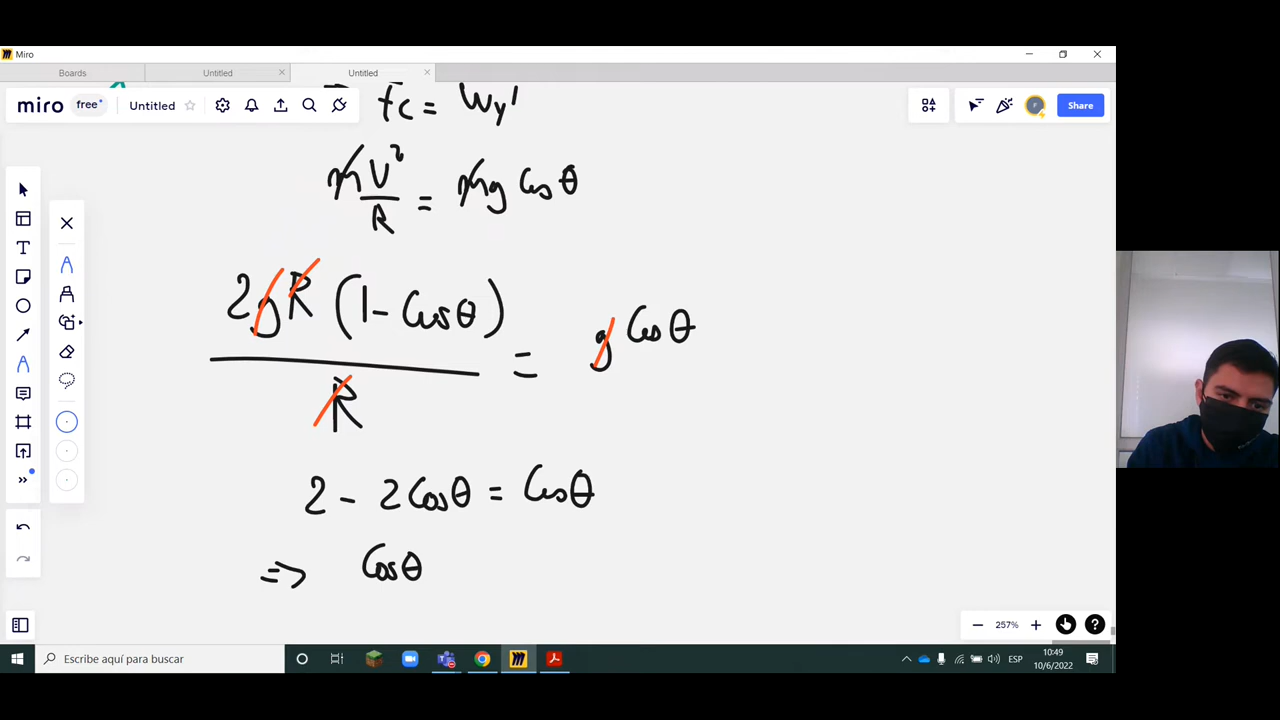 Miro
Boards Untitled Untitled
miro free Untitled Share
Fc = Wy'
mV²/R = mg Cosθ
2gR (1 - Cosθ) / R = g Cosθ
2 - 2Cosθ = Cosθ
=> Cosθ
257%
Escribe aquí para buscar
ESP
10:49
10/6/2022